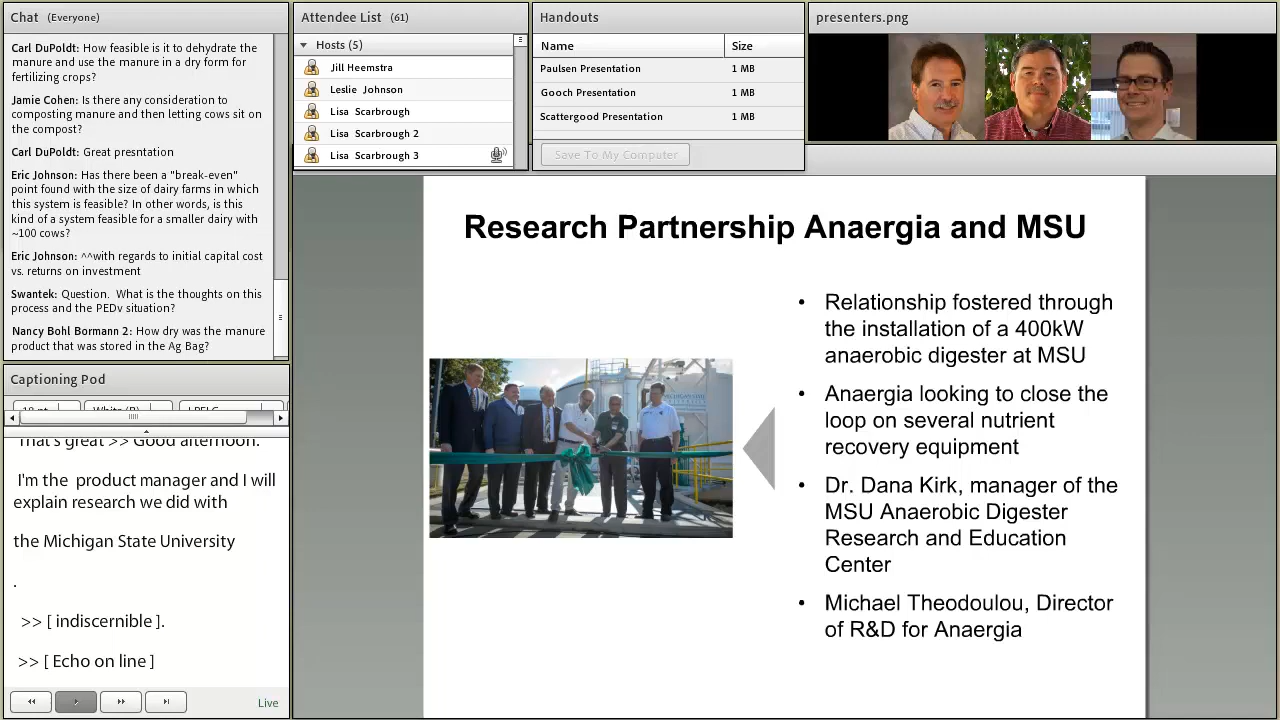 Chat (Everyone)
Carl DuPoldt: How feasible is it to dehydrate the
manure and use the manure in a dry form for
fertilizing crops?
Jamie Cohen: Is there any consideration to
composting manure and then letting cows sit on
the compost?
Carl DuPoldt: Great presntation
Eric Johnson: Has there been a "break-even"
point found with the size of dairy farms in which
this system is feasible? In other words, is this
kind of a system feasible for a smaller dairy with
~100 cows?
Eric Johnson: ^^with regards to initial capital cost
vs. returns on investment
Swantek: Question. What is the thoughts on this
process and the PEDv situation?
Nancy Bohl Bormann 2: How dry was the manure
product that was stored in the Ag Bag?
Captioning Pod
That's great >> Good afternoon.
I'm the product manager and I will
explain research we did with
the Michigan State University
.
>> [ indiscernible ].
>> [ Echo on line ]
Live
Attendee List (61)
Hosts (5)
Jill Heemstra
Leslie Johnson
Lisa Scarbrough
Lisa Scarbrough 2
Lisa Scarbrough 3
Handouts
Name Size
Paulsen Presentation 1 MB
Gooch Presentation 1 MB
Scattergood Presentation 1 MB
Save To My Computer
presenters.png
Research Partnership Anaergia and MSU
• Relationship fostered through
the installation of a 400kW
anaerobic digester at MSU
• Anaergia looking to close the
loop on several nutrient
recovery equipment
• Dr. Dana Kirk, manager of the
MSU Anaerobic Digester
Research and Education
Center
• Michael Theodoulou, Director
of R&D for Anaergia